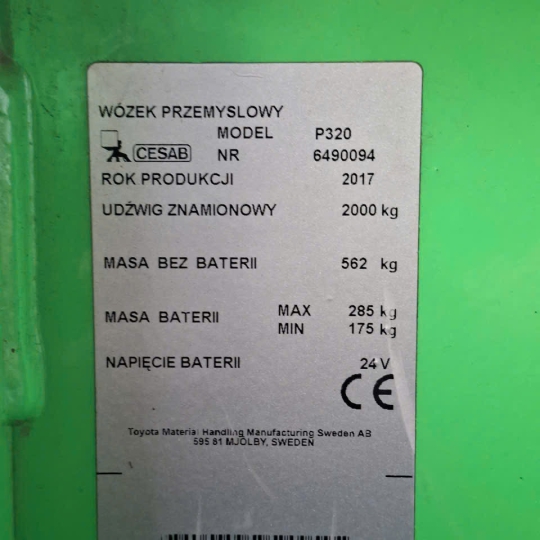 WÓZEK PRZEMYSLOWY
MODEL P320
CESAB NR 6490094
ROK PRODUKCJI 2017
UDŹWIG ZNAMIONOWY 2000 kg
MASA BEZ BATERII 562 kg
MASA BATERII MAX 285 kg
MIN 175 kg
NAPIĘCIE BATERII 24 V
CE
Toyota Material Handling Manufacturing Sweden AB
595 81 MJÖLBY, SWEDEN